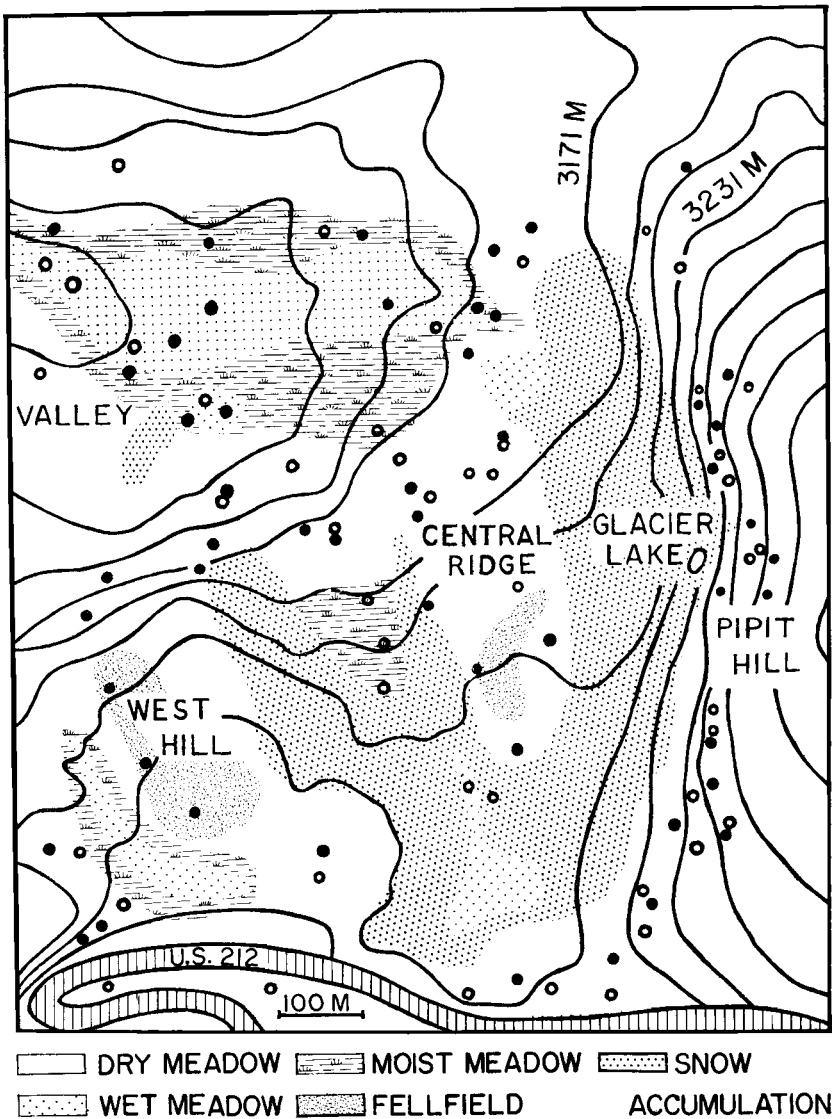 3171 M
3231 M
VALLEY
CENTRAL
RIDGE
GLACIER
LAKE
PIPIT
HILL
WEST
HILL
U.S. 212
100 M
DRY MEADOW
MOIST MEADOW
SNOW
WET MEADOW
FELLFIELD
ACCUMULATION